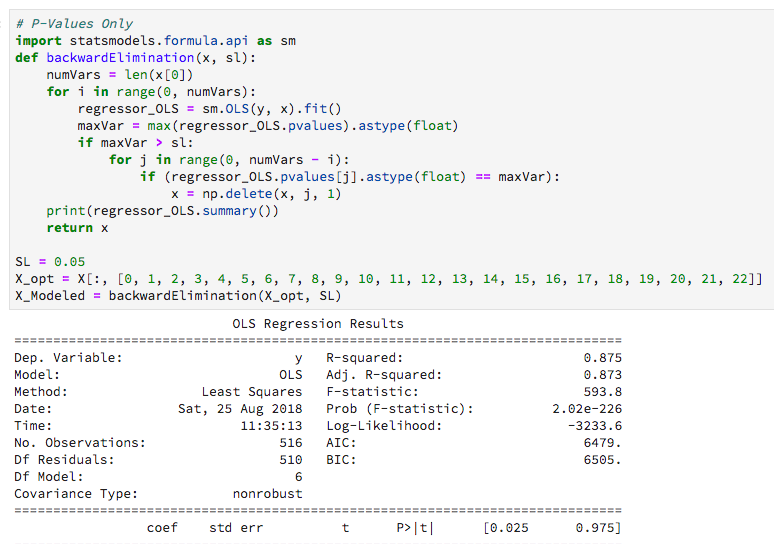 # P-Values Only
import statsmodels.formula.api as sm
def backwardElimination(x, sl):
    numVars = len(x[0])
    for i in range(0, numVars):
        regressor_OLS = sm.OLS(y, x).fit()
        maxVar = max(regressor_OLS.pvalues).astype(float)
        if maxVar > sl:
            for j in range(0, numVars - i):
                if (regressor_OLS.pvalues[j].astype(float) == maxVar):
                    x = np.delete(x, j, 1)
    print(regressor_OLS.summary())
    return x

SL = 0.05
X_opt = X[:, [0, 1, 2, 3, 4, 5, 6, 7, 8, 9, 10, 11, 12, 13, 14, 15, 16, 17, 18, 19, 20, 21, 22]]
X_Modeled = backwardElimination(X_opt, SL)
                            OLS Regression Results
==============================================================================
Dep. Variable:                      y   R-squared:                       0.875
Model:                            OLS   Adj. R-squared:                  0.873
Method:                 Least Squares   F-statistic:                     593.8
Date:                Sat, 25 Aug 2018   Prob (F-statistic):          2.02e-226
Time:                        11:35:13   Log-Likelihood:                -3233.6
No. Observations:                 516   AIC:                             6479.
Df Residuals:                     510   BIC:                             6505.
Df Model:                           6
Covariance Type:            nonrobust
==============================================================================
                 coef    std err          t      P>|t|      [0.025      0.975]